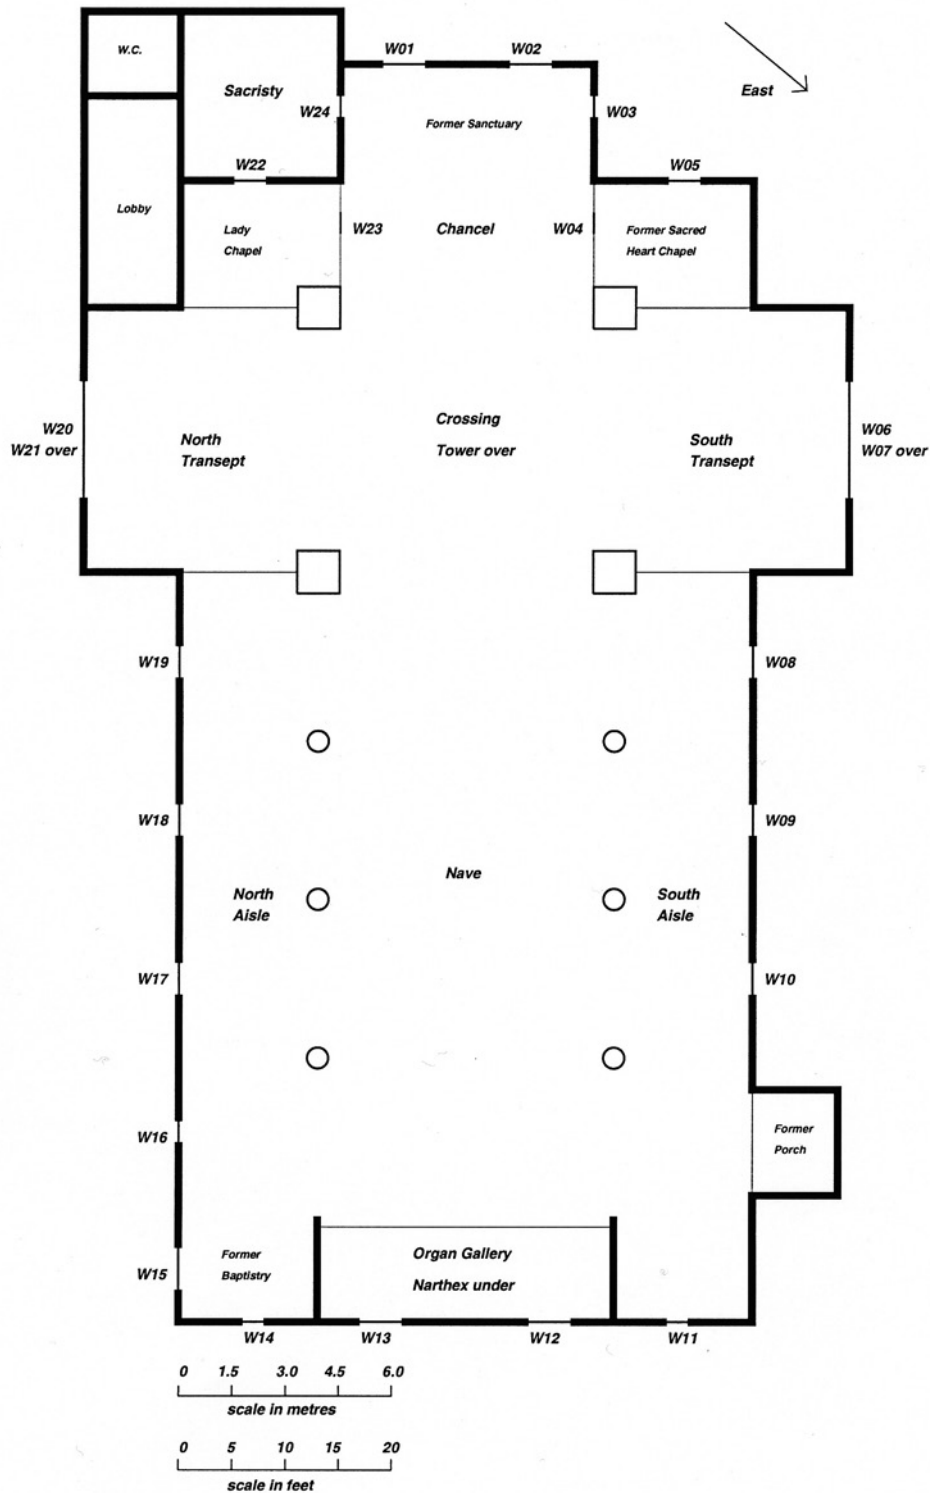 W01
W02
W.C.
Sacristy
East
W24
W03
Former Sanctuary
W22
W05
Lobby
Lady
Chapel
W23
Chancel
W04
Former Sacred
Heart Chapel
W20
W21 over
North
Transept
Crossing
Tower over
South
Transept
W06
W07 over
W19
W08
W18
W09
Nave
North
Aisle
South
Aisle
W17
W10
W16
Former
Porch
W15
Former
Baptistry
Organ Gallery
Narthex under
W14
W13
W12
W11
0 1.5 3.0 4.5 6.0
scale in metres
0 5 10 15 20
scale in feet